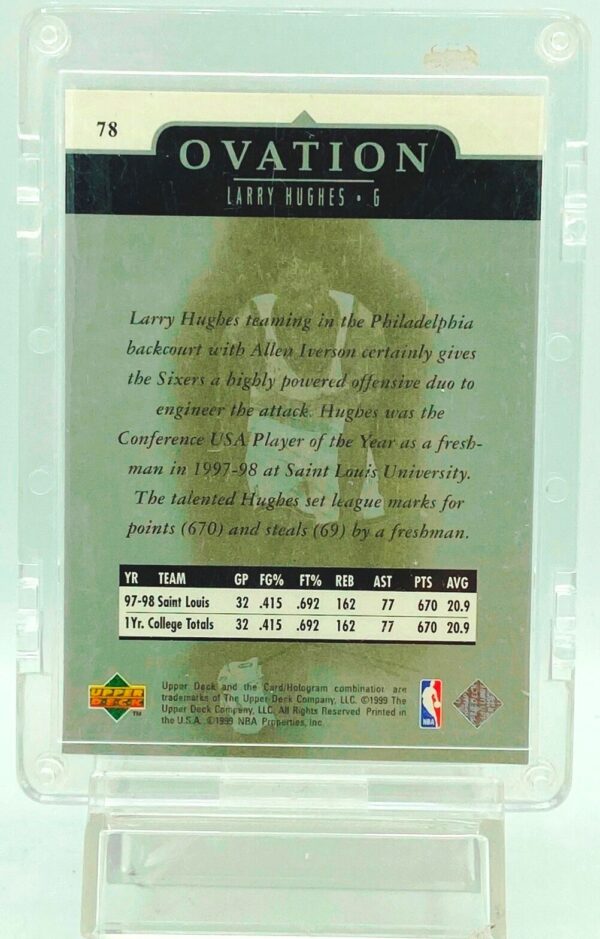 78
OVATION
LARRY HUGHES • G
Larry Hughes teaming in the Philadelphia
backcourt with Allen Iverson certainly gives
the Sixers a highly powered offensive duo to
engineer the attack. Hughes was the
Conference USA Player of the Year as a fresh-
man in 1997-98 at Saint Louis University.
The talented Hughes set league marks for
points (670) and steals (69) by a freshman.
YR TEAM GP FG% FT% REB AST PTS AVG
97-98 Saint Louis 32 .415 .692 162 77 670 20.9
1Yr. College Totals 32 .415 .692 162 77 670 20.9
Upper Deck and the Card/Hologram combination are
trademarks of The Upper Deck Company, LLC. ©1999 The
Upper Deck Company, LLC. All Rights Reserved. Printed in
the U.S.A. ©1999 NBA Properties, Inc.
UPPER
DECK
TM
NBA